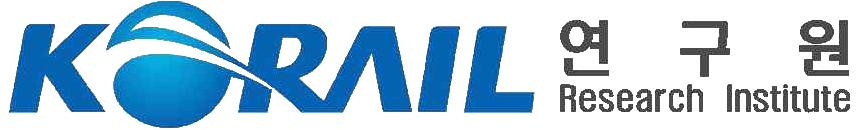 KORAIL
연구원
Research Institute